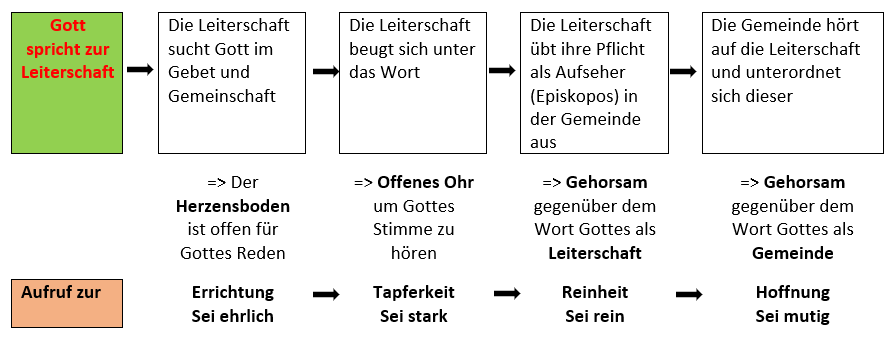 Gott
spricht zur
Leiterschaft
Die Leiterschaft
sucht Gott im
Gebet und
Gemeinschaft
Die Leiterschaft
beugt sich unter
das Wort
Die Leiterschaft
übt ihre Pflicht
als Aufseher
(Episkopos) in
der Gemeinde
aus
Die Gemeinde hört
auf die Leiterschaft
und unterordnet
sich dieser
=> Der
Herzensboden
ist offen für
Gottes Reden
=> Offenes Ohr
um Gottes
Stimme zu
hören
=> Gehorsam
gegenüber dem
Wort Gottes als
Leiterschaft
=> Gehorsam
gegenüber dem
Wort Gottes als
Gemeinde
Aufruf zur
Errichtung
Sei ehrlich
Tapferkeit
Sei stark
Reinheit
Sei rein
Hoffnung
Sei mutig